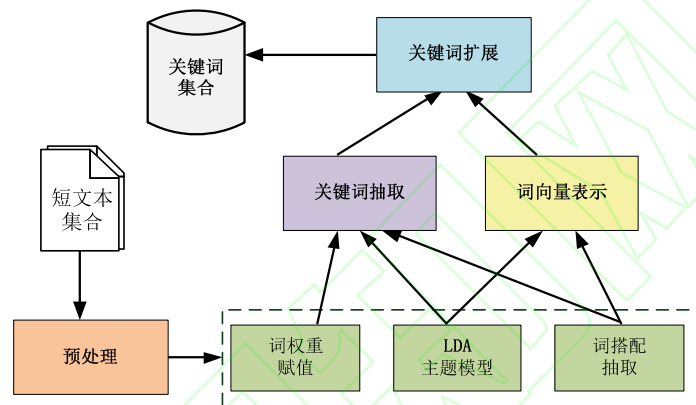 关键词
集合
关键词扩展
短文本
集合
关键词抽取
词向量表示
预处理
词权重
赋值
LDA
主题模型
词搭配
抽取